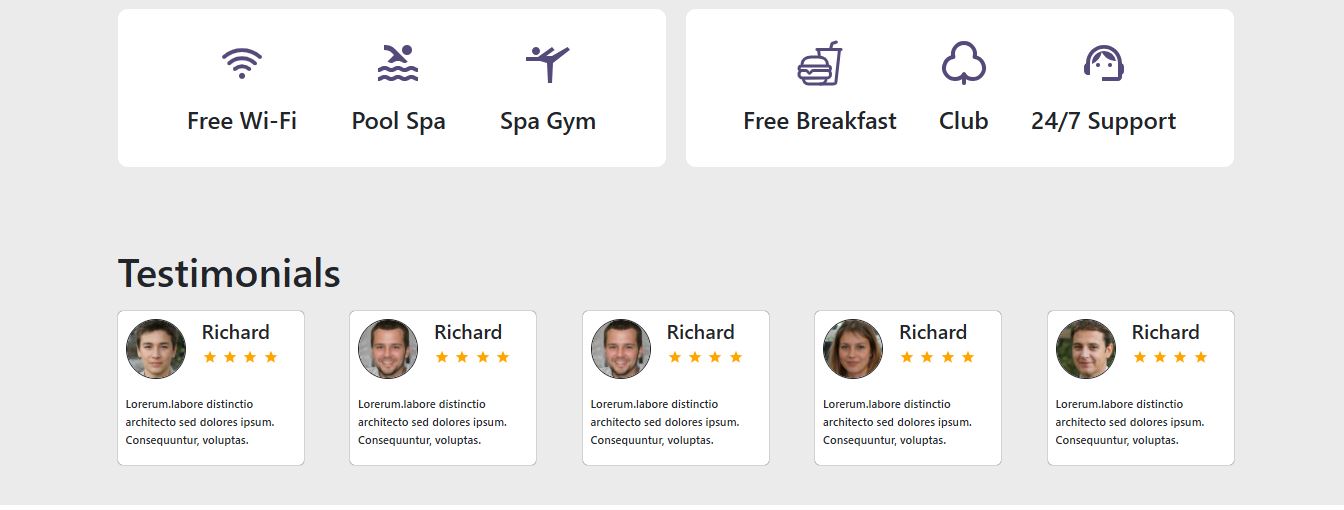 Free Wi-Fi Pool Spa Spa Gym Free Breakfast Club 24/7 Support
Testimonials
Richard
Lorerum.labore distinctio
architecto sed dolores ipsum.
Consequuntur, voluptas.
Richard
Lorerum.labore distinctio
architecto sed dolores ipsum.
Consequuntur, voluptas.
Richard
Lorerum.labore distinctio
architecto sed dolores ipsum.
Consequuntur, voluptas.
Richard
Lorerum.labore distinctio
architecto sed dolores ipsum.
Consequuntur, voluptas.
Richard
Lorerum.labore distinctio
architecto sed dolores ipsum.
Consequuntur, voluptas.